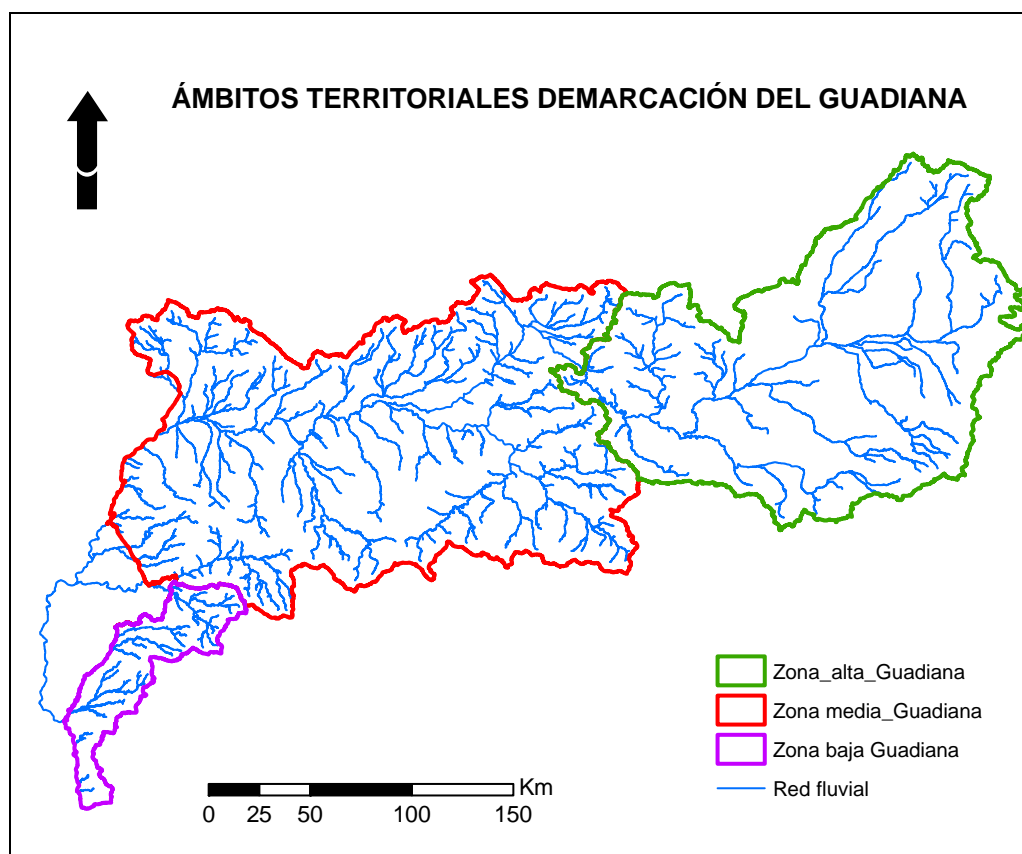 ÁMBITOS TERRITORIALES DEMARCACIÓN DEL GUADIANA
Zona_alta_Guadiana
Zona media_Guadiana
Zona baja Guadiana
Red fluvial
Km
0 25 50 100 150